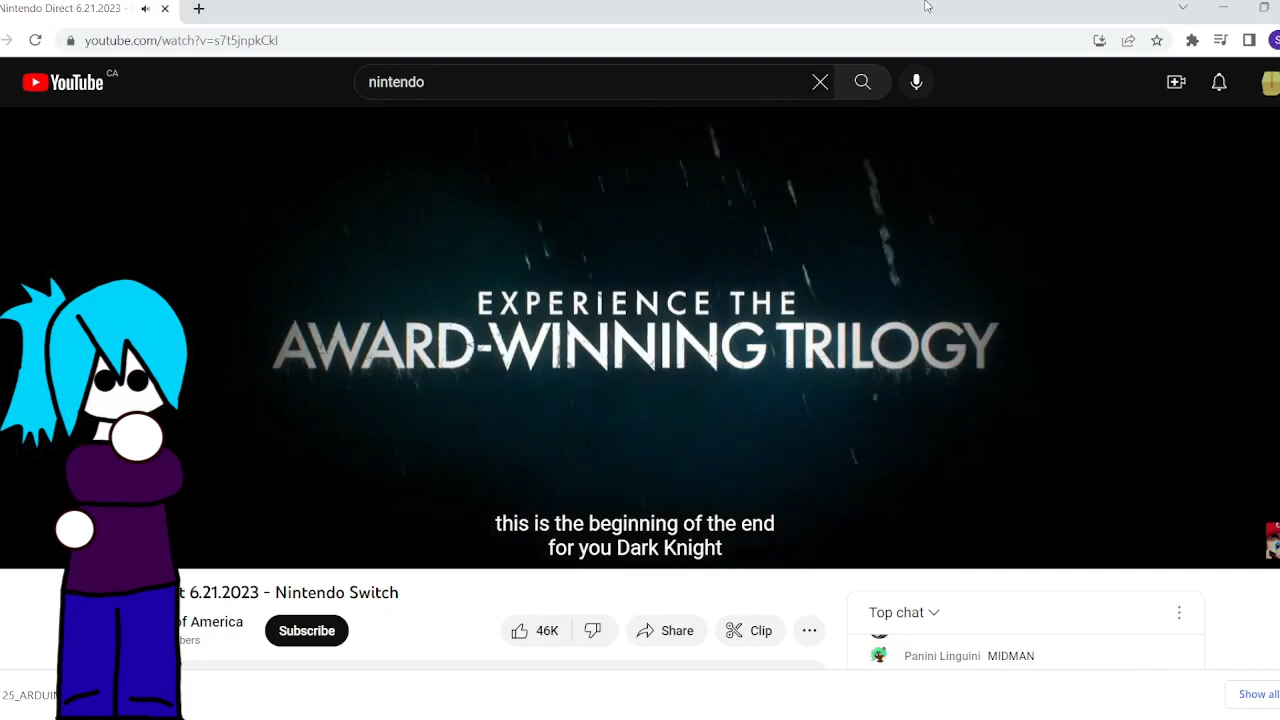 Nintendo Direct 6.21.2023 -
youtube.com/watch?v=s7t5jnpkCkI
S
YouTube CA
nintendo
EXPERIENCE THE
AWARD-WINNING TRILOGY
this is the beginning of the end
for you Dark Knight
t 6.21.2023 - Nintendo Switch
of America
bers
Subscribe
46K
Share
Clip
Top chat
Panini Linguini MIDMAN
25_ARDUIN
Show all